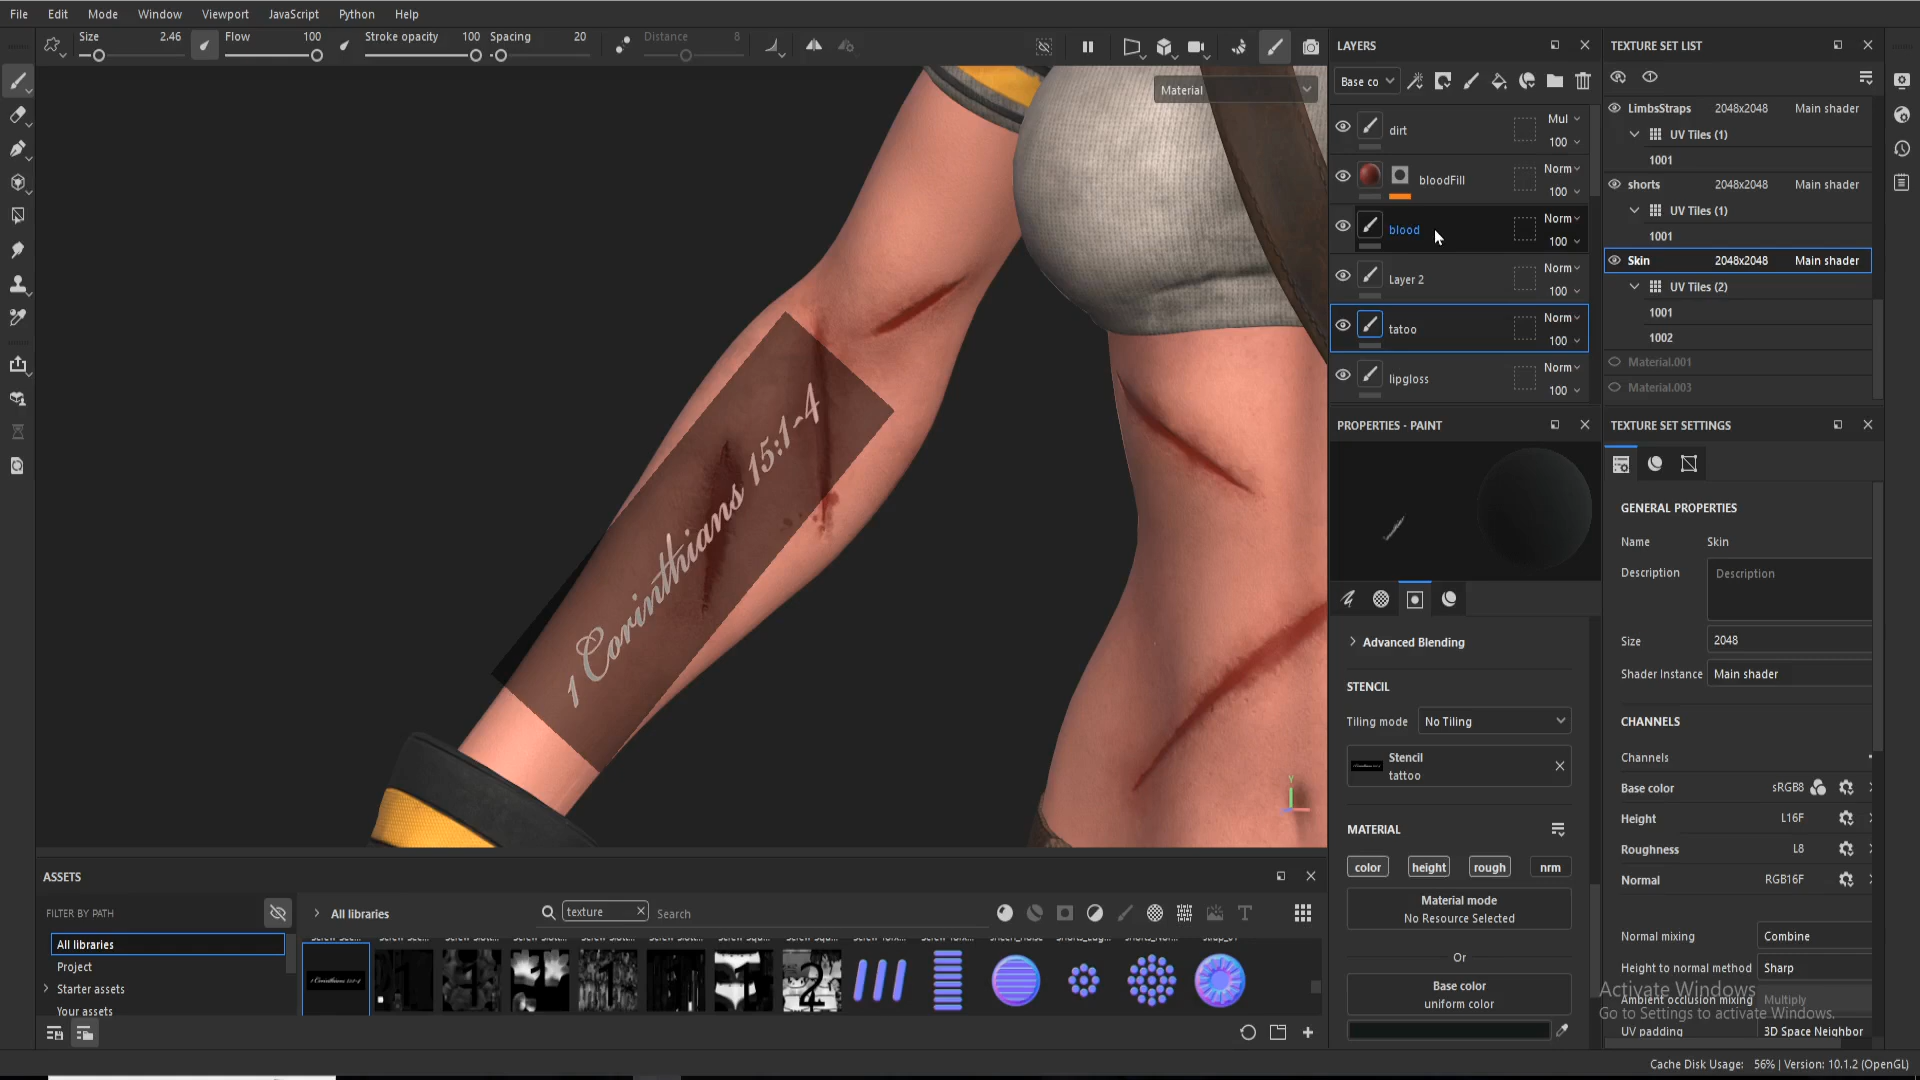 File Edit Mode Window Viewport JavaScript Python Help
Size 2.46 Flow 100 Stroke opacity 100 Spacing 20 Distance 8
Material
1 Corinthians 15:1-4
LAYERS
Base co
dirt Mul 100
bloodFill Norm 100
blood Norm 100
Layer 2 Norm 100
tatoo Norm 100
lipgloss Norm 100
PROPERTIES - PAINT
Advanced Blending
STENCIL
Tiling mode No Tiling
Stencil
tattoo
MATERIAL
color height rough nrm
Material mode
No Resource Selected
Or
Base color
uniform color
TEXTURE SET LIST
LimbsStraps 2048x2048 Main shader
UV Tiles (1)
1001
shorts 2048x2048 Main shader
UV Tiles (1)
1001
Skin 2048x2048 Main shader
UV Tiles (2)
1001
1002
Material.001
Material.003
TEXTURE SET SETTINGS
GENERAL PROPERTIES
Name Skin
Description Description
Size 2048
Shader Instance Main shader
CHANNELS
Channels
Base color sRGB8
Height L16F
Roughness L8
Normal RGB16F
Normal mixing Combine
Height to normal method Sharp
Ambient occlusion mixing Multiply
UV padding 3D Space Neighbor
Activate Windows
Go to Settings to activate Windows.
ASSETS
FILTER BY PATH
All libraries
Project
Starter assets
Your assets
All libraries texture Search
Cache Disk Usage: 56% | Version: 10.1.2 (OpenGL)